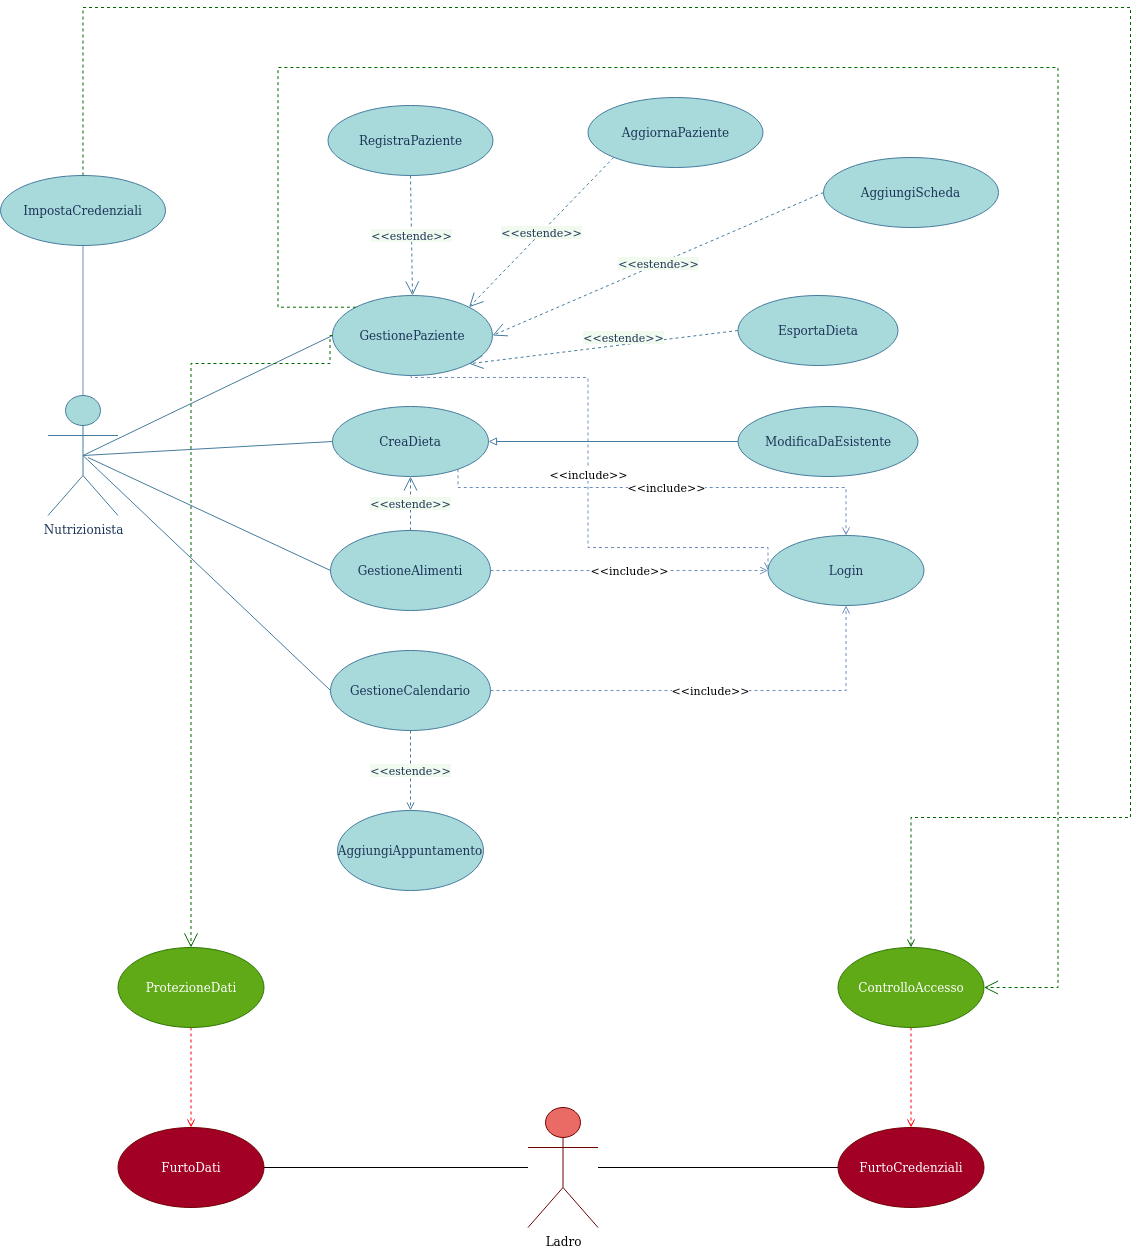 RegistraPaziente
AggiornaPaziente
AggiungiScheda
ImpostaCredenziali
<<estende>>
<<estende>>
<<estende>>
GestionePaziente
<<estende>>
EsportaDieta
CreaDieta
ModificaDaEsistente
<<include>>
<<include>>
<<estende>>
Nutrizionista
GestioneAlimenti
<<include>>
Login
GestioneCalendario
<<include>>
<<estende>>
AggiungiAppuntamento
ProtezioneDati
ControlloAccesso
FurtoDati
FurtoCredenziali
Ladro